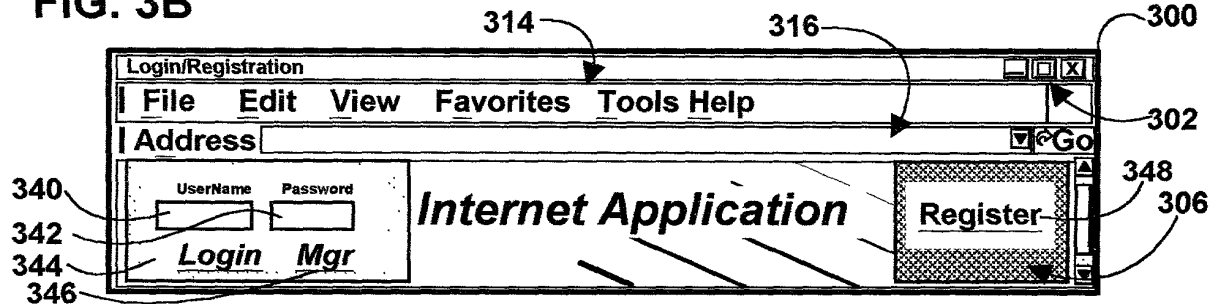 FIG. 3B
314
316
300
Login/Registration
X
File Edit View Favorites Tools Help
302
Address
Go
348
340
UserName Password
306
Internet Application
Register
342
344
Login Mgr
346